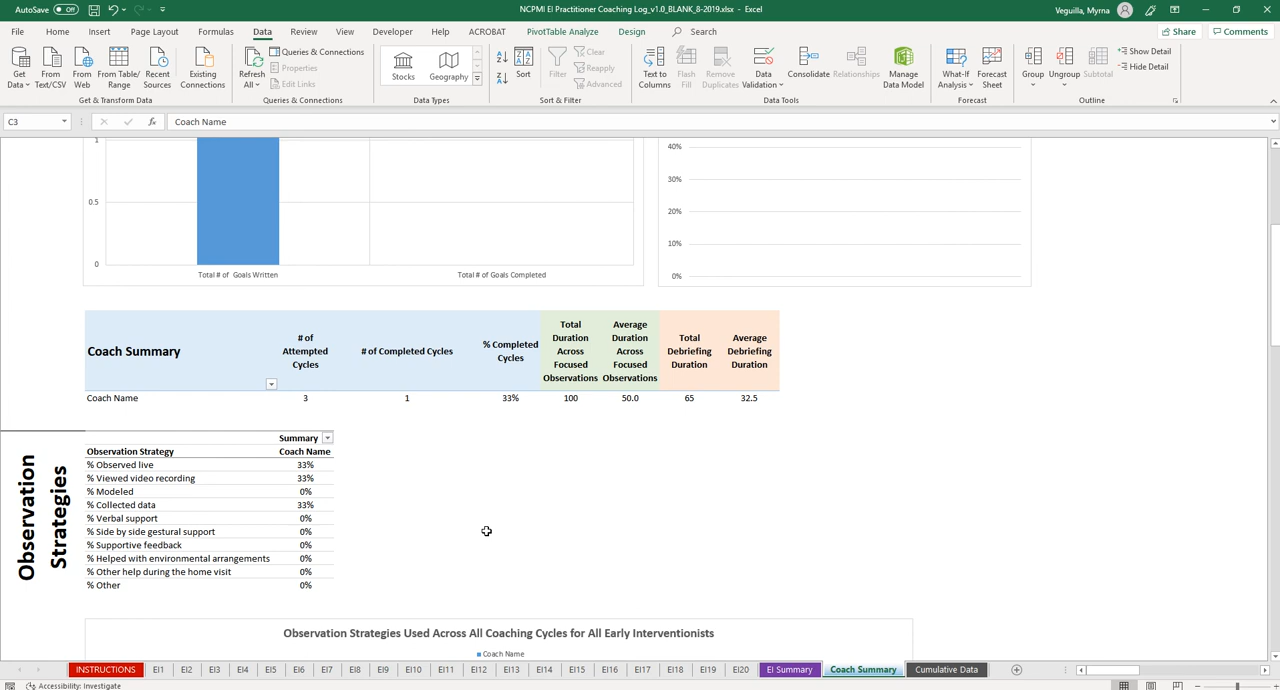 AutoSave Off
NCPMI EI Practitioner Coaching Log_v1.0_BLANK_8-2019.xlsx - Excel
Veguilla, Myrna
File Home Insert Page Layout Formulas Data Review View Developer Help ACROBAT PivotTable Analyze Design Search
Share Comments
Get Data
From Text/CSV
From Web
From Table/ Range
Recent Sources
Existing Connections
Get & Transform Data
Refresh All
Queries & Connections
Properties
Edit Links
Queries & Connections
Stocks
Geography
Data Types
Sort
Filter
Clear
Reapply
Advanced
Sort & Filter
Text to Columns
Flash Fill
Remove Duplicates
Data Validation
Consolidate
Relationships
Manage Data Model
Data Tools
What-If Analysis
Forecast Sheet
Forecast
Group
Ungroup
Subtotal
Show Detail
Hide Detail
Outline
C3
fx
Coach Name
1
0.5
0
Total # of Goals Written
Total # of Goals Completed
40%
30%
20%
10%
0%
Coach Summary
# of Attempted Cycles
# of Completed Cycles
% Completed Cycles
Total Duration Across Focused Observations
Average Duration Across Focused Observations
Total Debriefing Duration
Average Debriefing Duration
Coach Name 3 1 33% 100 50.0 65 32.5
Observation Strategies
Summary
Observation Strategy Coach Name
% Observed live 33%
% Viewed video recording 33%
% Modeled 0%
% Collected data 33%
% Verbal support 0%
% Side by side gestural support 0%
% Supportive feedback 0%
% Helped with environmental arrangements 0%
% Other help during the home visit 0%
% Other 0%
Observation Strategies Used Across All Coaching Cycles for All Early Interventionists
Coach Name
INSTRUCTIONS EI1 EI2 EI3 EI4 EI5 EI6 EI7 EI8 EI9 EI10 EI11 EI12 EI13 EI14 EI15 EI16 EI17 EI18 EI19 EI20 EI Summary Coach Summary Cumulative Data
Accessibility: Investigate